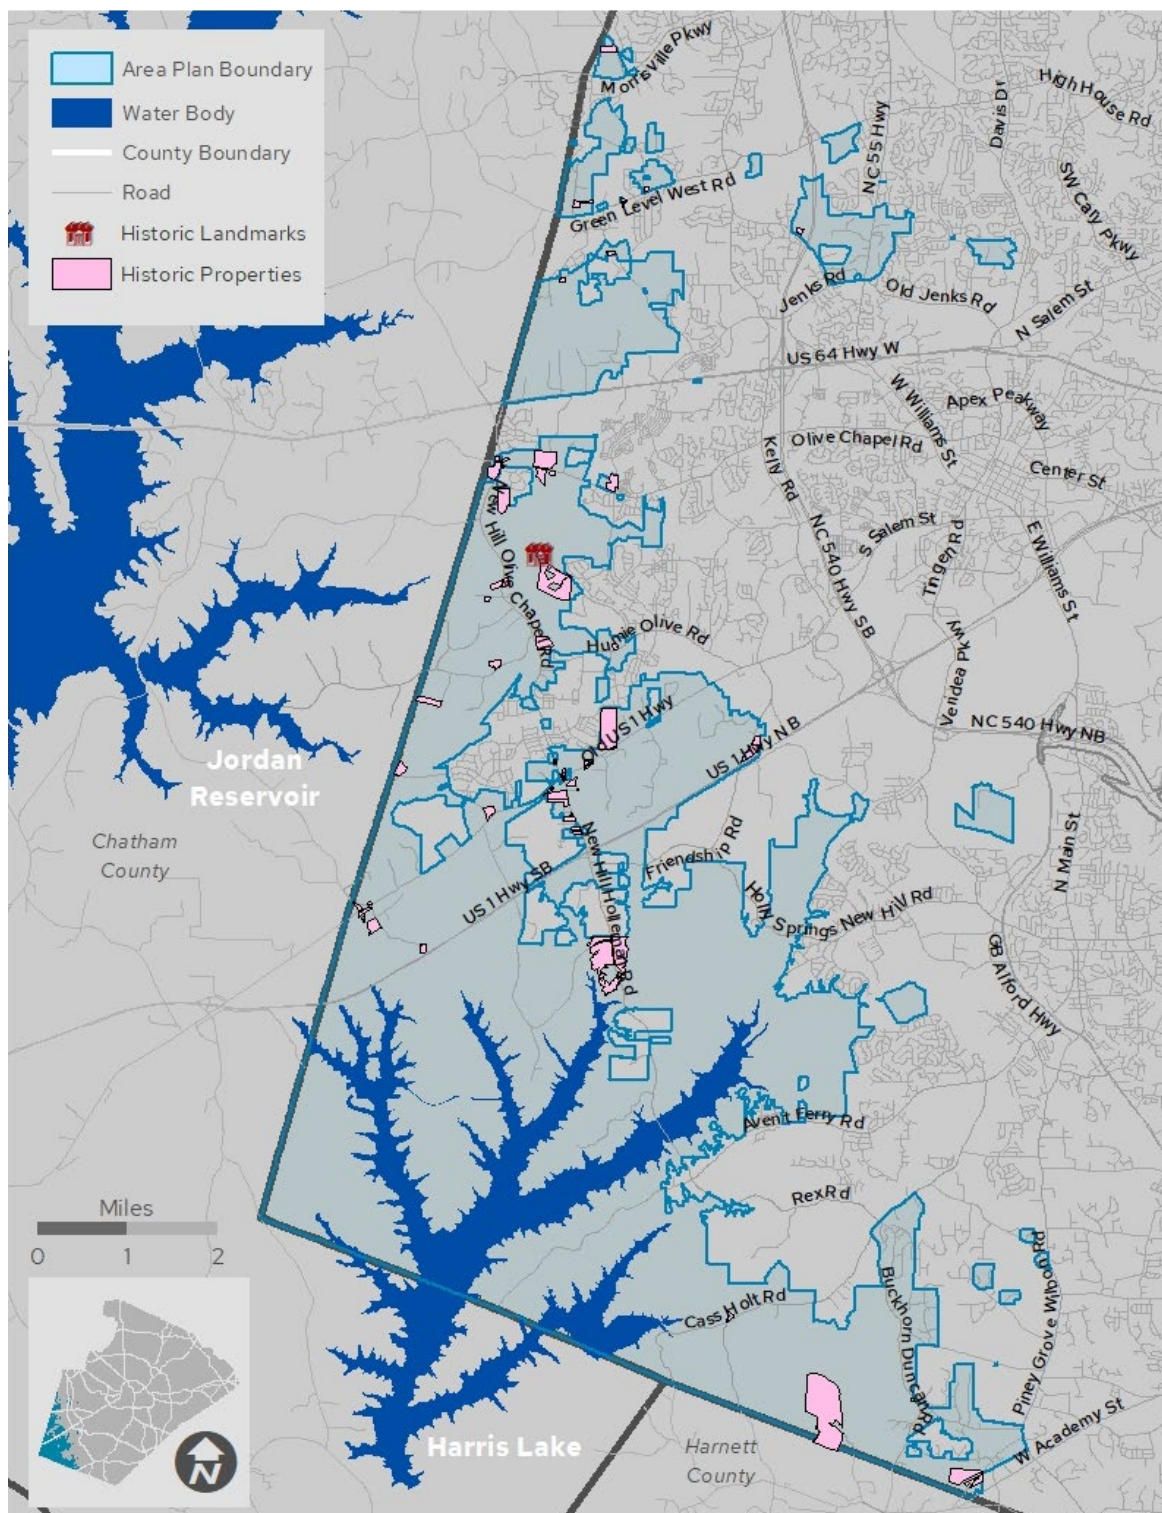 Area Plan Boundary
Water Body
County Boundary
Road
Historic Landmarks
Historic Properties
Morrisville Pkwy
High House Rd
Davis Dr
NC 55 Hwy
SW Cary Pkwy
Green Level West Rd
Jenks Rd
Old Jenks Rd
N Salem St
US 64 Hwy W
W Williams St
Apex Peakway
Olive Chapel Rd
Kelly Rd
Center St
New Hill Olive Chapel Rd
NC 540 Hwy SB
S Salem St
Tingen Rd
E Williams St
Humie Olive Rd
Veridea Pkwy
Old US 1 Hwy
US 1 Hwy NB
NC 540 Hwy NB
Jordan
Reservoir
Chatham
County
New Hill Holleman Rd
Friendship Rd
N Main St
US 1 Hwy SB
Holly Springs New Hill Rd
GB Alford Hwy
Avent Ferry Rd
Rex Rd
Miles
0 1 2
Buckhorn Duncan Rd
Piney Grove Wilbon Rd
Cass Holt Rd
W Academy St
Harris Lake
Harnett
County
N